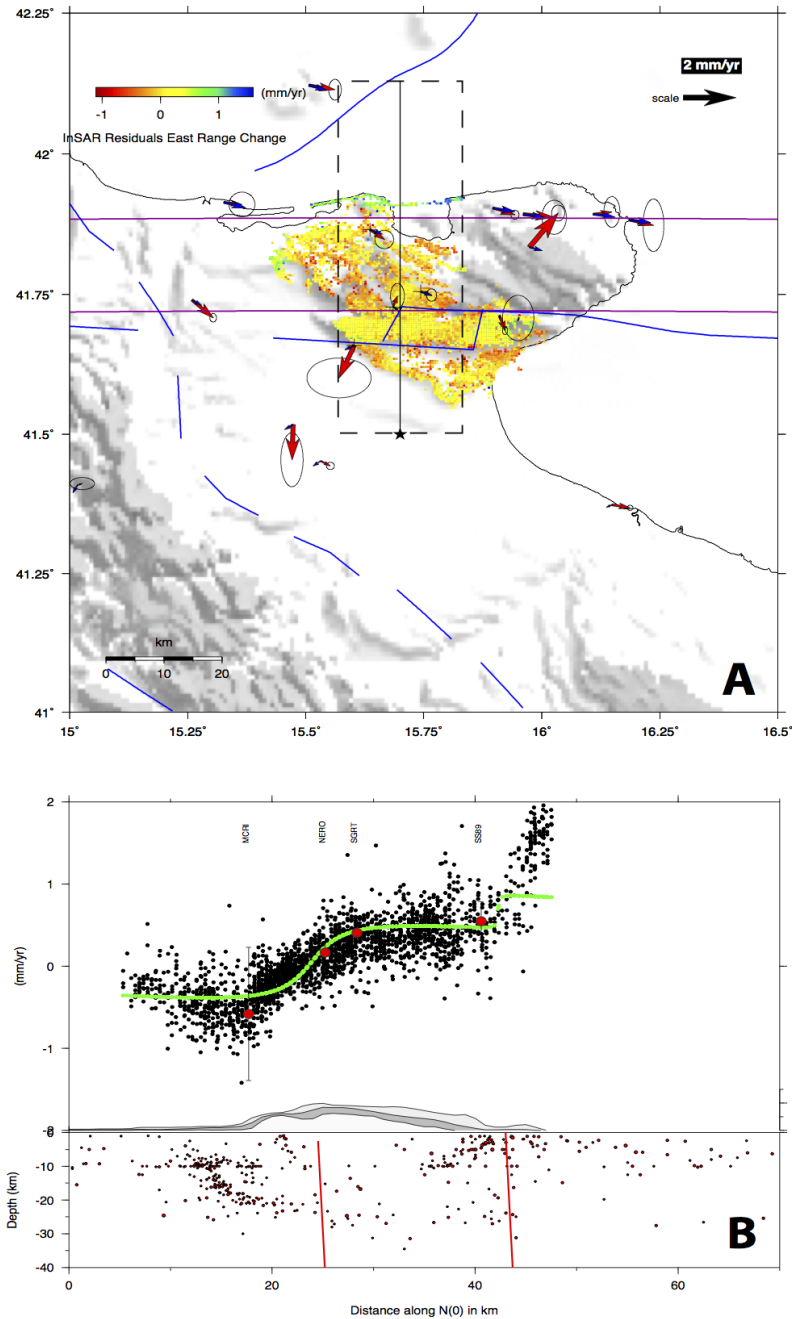 42.25°
2 mm/yr
scale
-1 0 1 (mm/yr)
InSAR Residuals East Range Change
42°
41.75°
41.5°
41.25°
km
0 10 20
A
41°
15° 15.25° 15.5° 15.75° 16° 16.25° 16.5°
2
MCRI NERO SGRT SS89
1
(mm/yr)
0
-1
0
-10
Depth (km)
-20
-30
B
-40
0 20 40 60
Distance along N(0) in km